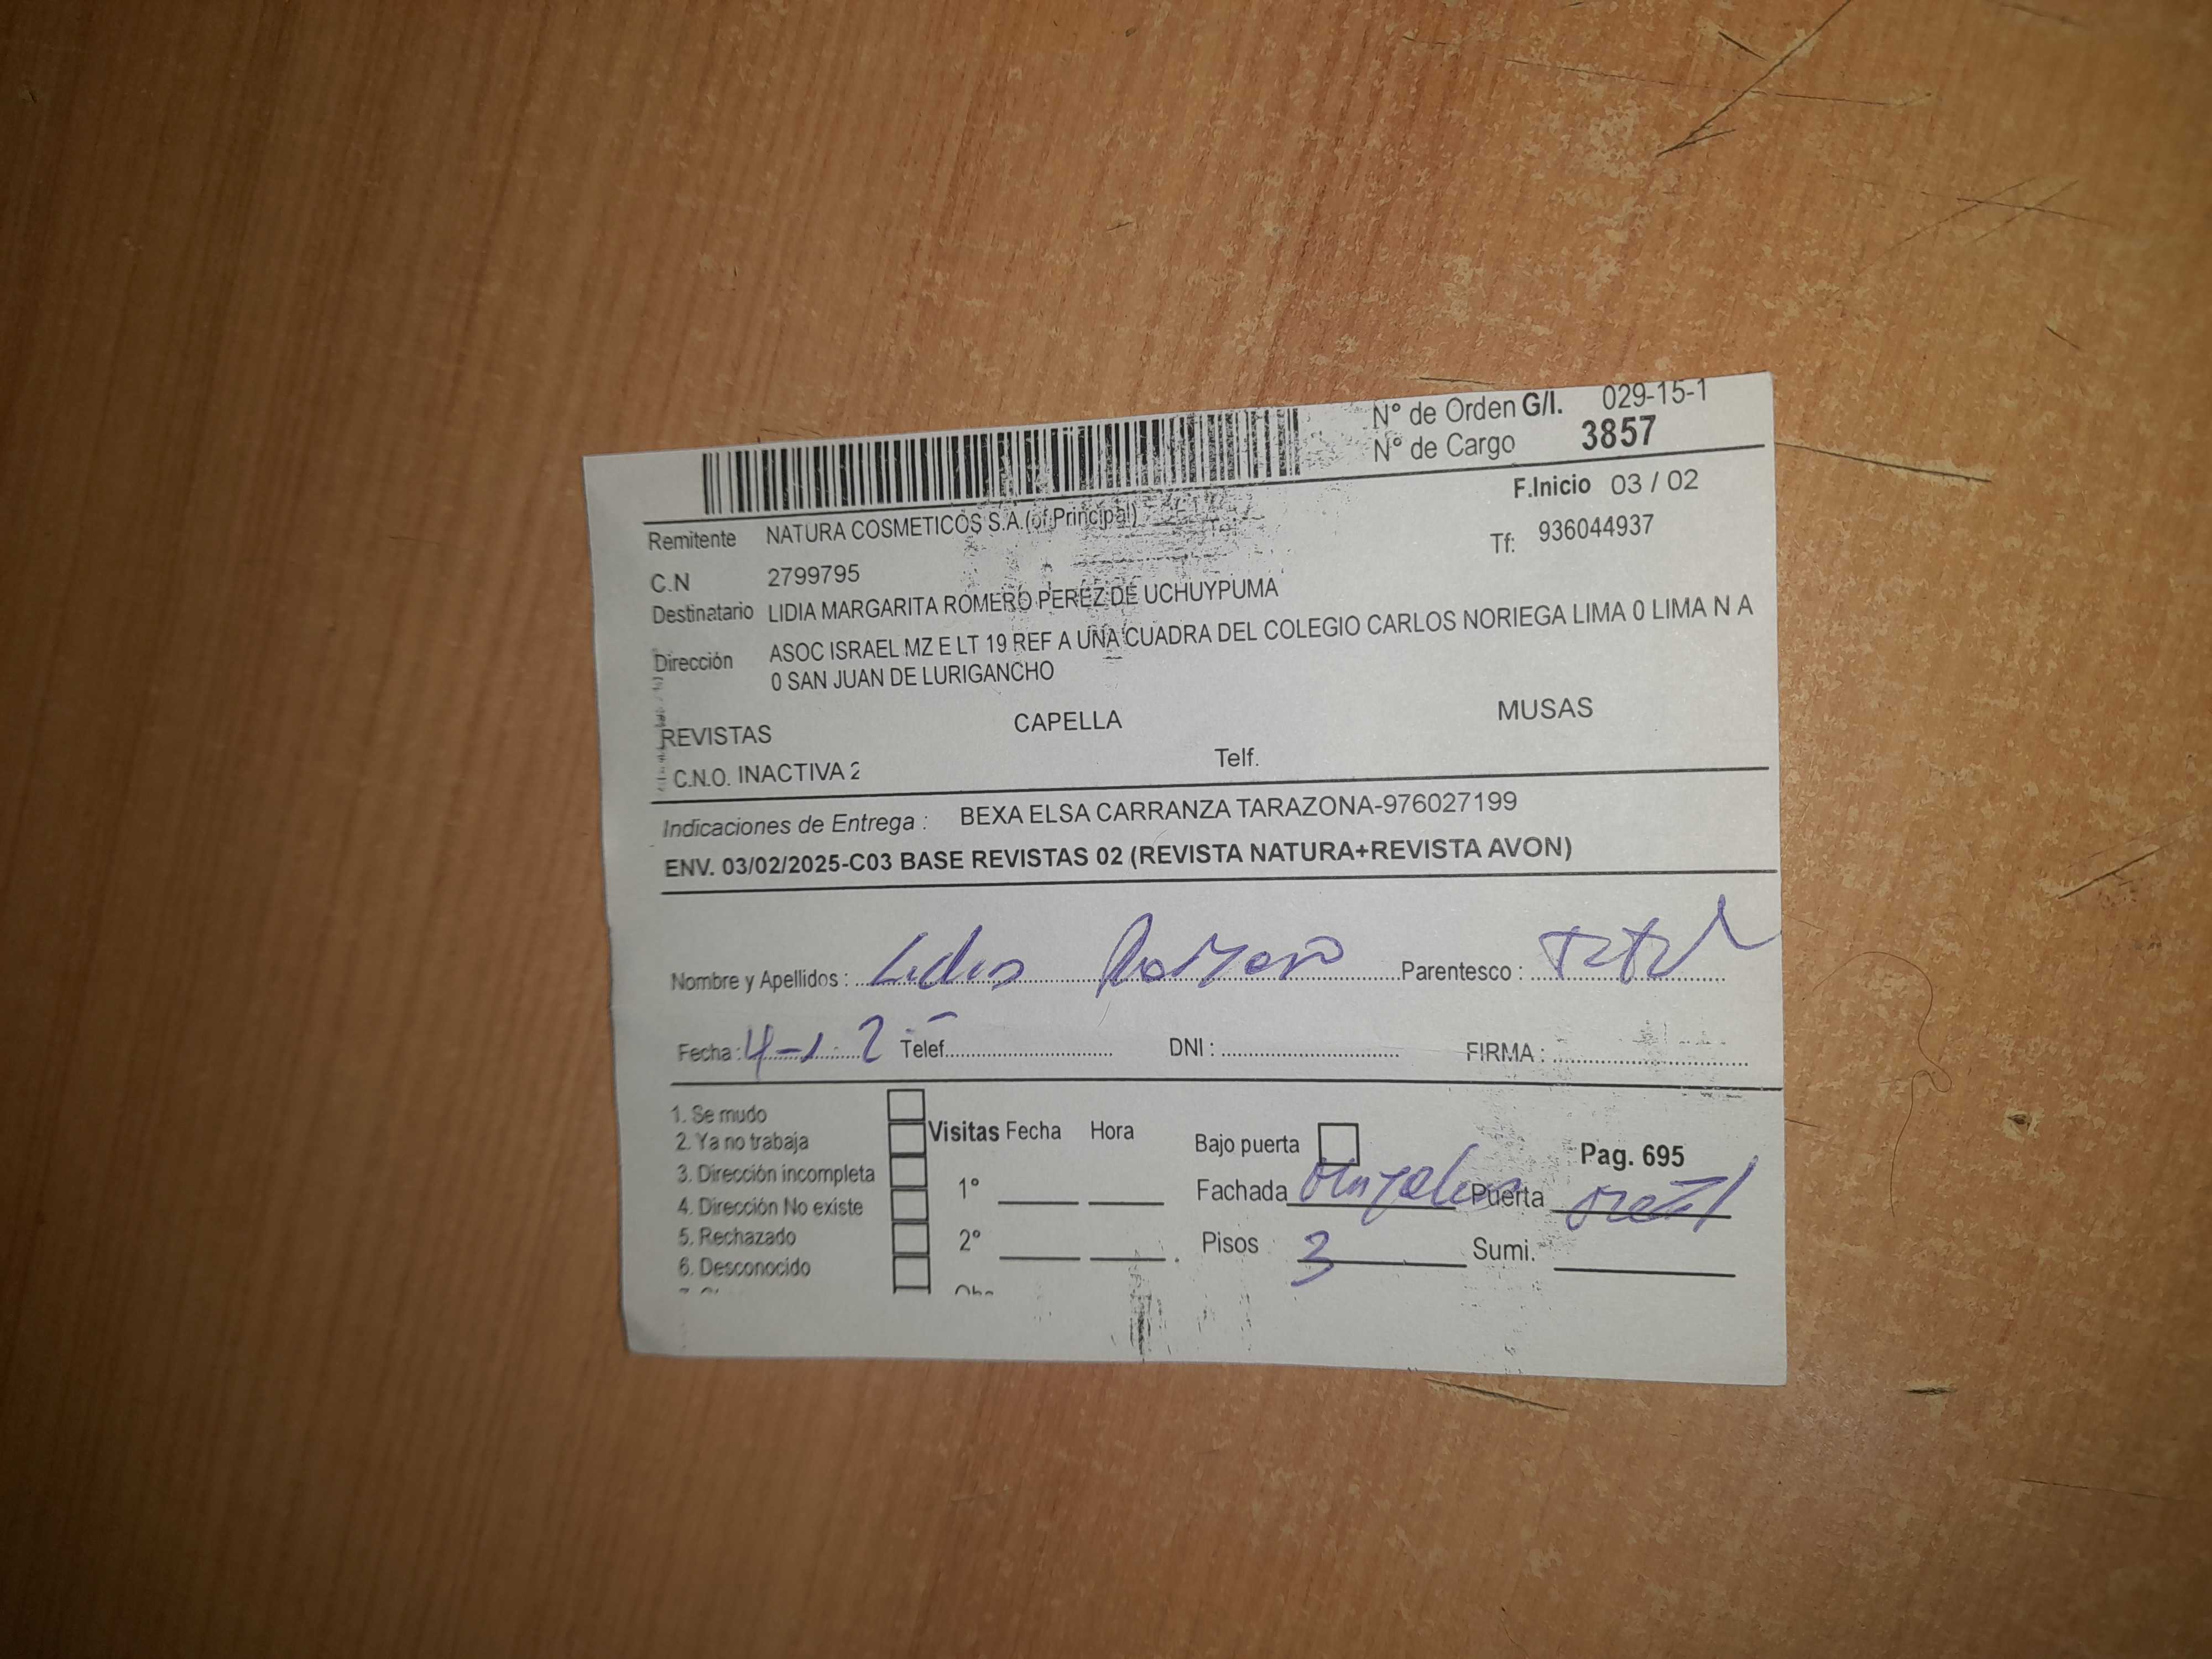 N° de Orden G/I. 029-15-1
N° de Cargo 3857
F.Inicio 03 / 02
Remitente NATURA COSMETICOS S.A.(of.Principal)
Tf: 936044937
C.N 2799795
Destinatario LIDIA MARGARITA ROMERO PEREZ DE UCHUYPUMA
Dirección ASOC ISRAEL MZ E LT 19 REF A UNA CUADRA DEL COLEGIO CARLOS NORIEGA LIMA 0 LIMA N A
0 SAN JUAN DE LURIGANCHO
REVISTAS CAPELLA MUSAS
C.N.O. INACTIVA 2 Telf.
Indicaciones de Entrega : BEXA ELSA CARRANZA TARAZONA-976027199
ENV. 03/02/2025-C03 BASE REVISTAS 02 (REVISTA NATURA+REVISTA AVON)
Nombre y Apellidos : Romero Parentesco :
Fecha : Telef. DNI : FIRMA :
1. Se mudo
2. Ya no trabaja
3. Dirección incompleta
4. Dirección No existe
5. Rechazado
6. Desconocido
Visitas Fecha Hora
1°
2°
Bajo puerta Pag. 695
Fachada Puerta
Pisos 3 Sumi.